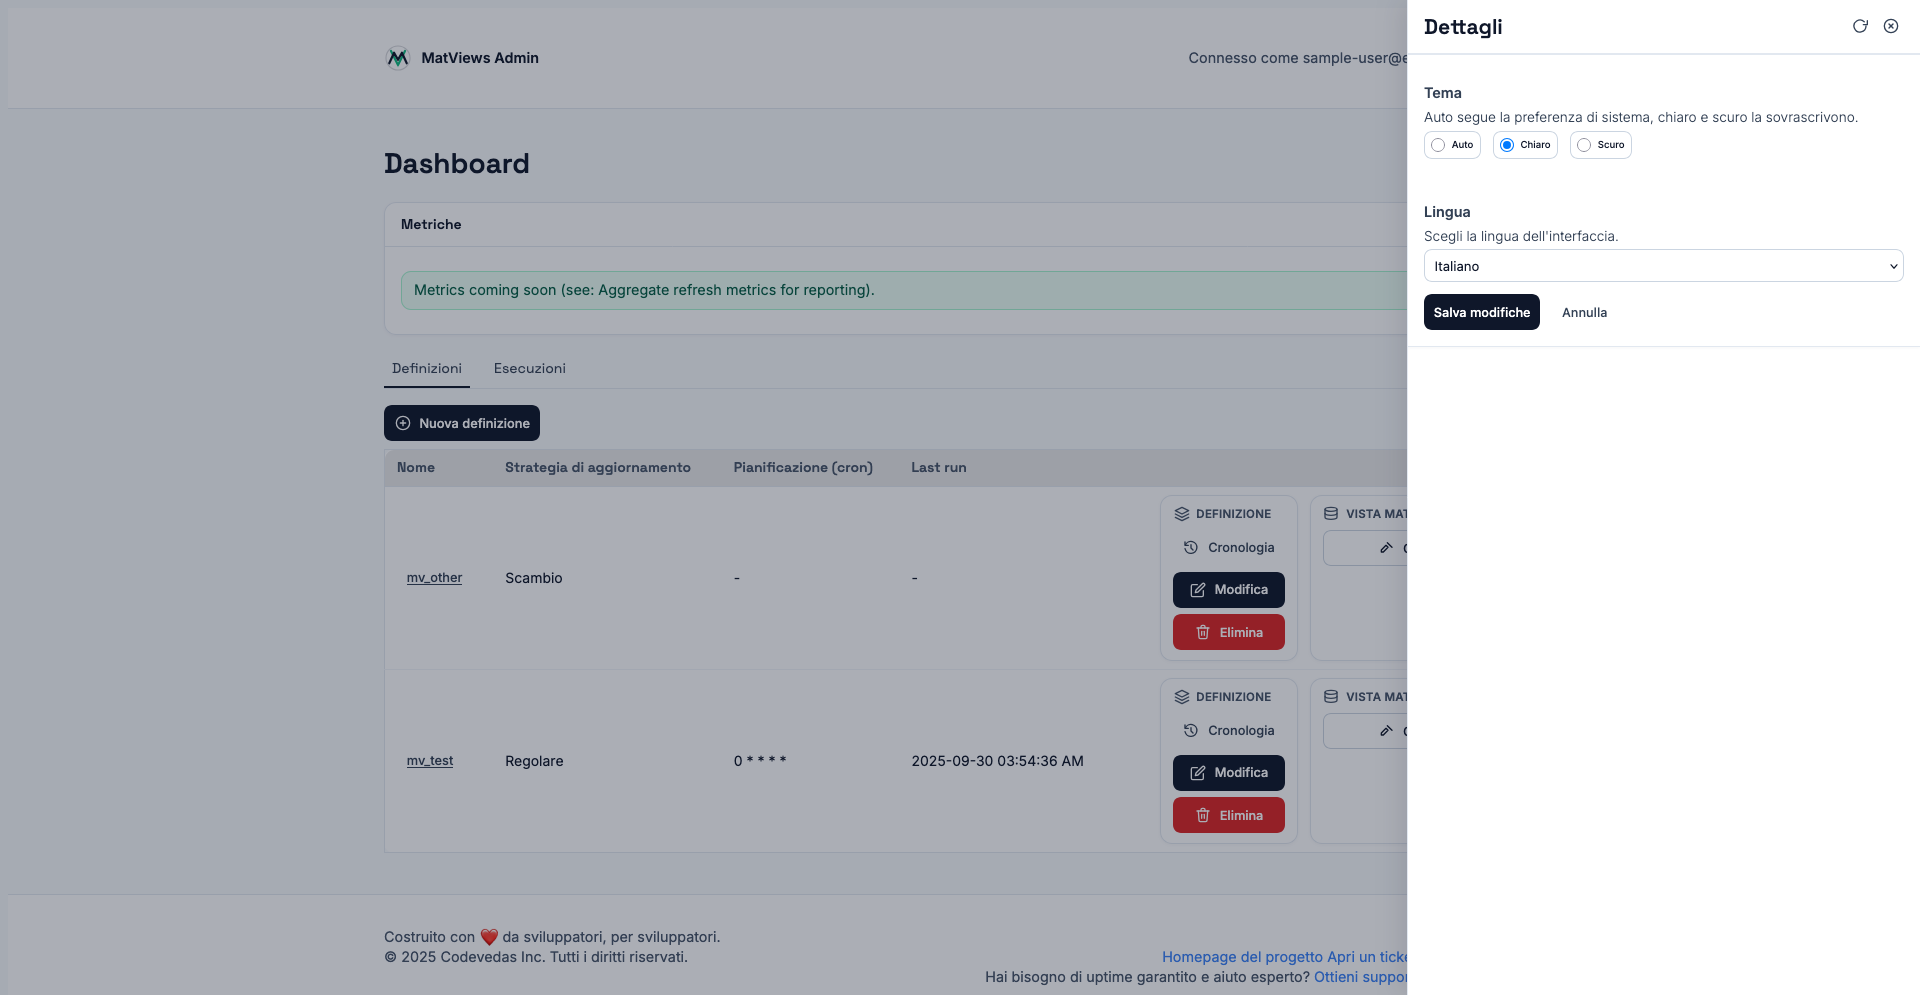 MatViews Admin
Connesso come sample-user@e
Dashboard
Metriche
Metrics coming soon (see: Aggregate refresh metrics for reporting).
Definizioni
Esecuzioni
Nuova definizione
Nome
Strategia di aggiornamento
Pianificazione (cron)
Last run
mv_other
Scambio
-
-
DEFINIZIONE
Cronologia
Modifica
Elimina
VISTA MAT
mv_test
Regolare
0 * * * *
2025-09-30 03:54:36 AM
DEFINIZIONE
Cronologia
Modifica
Elimina
VISTA MAT
Costruito con ❤️ da sviluppatori, per sviluppatori.
© 2025 Codevedas Inc. Tutti i diritti riservati.
Homepage del progetto Apri un ticke
Hai bisogno di uptime garantito e aiuto esperto? Ottieni suppor
Dettagli
Tema
Auto segue la preferenza di sistema, chiaro e scuro la sovrascrivono.
Auto
Chiaro
Scuro
Lingua
Scegli la lingua dell'interfaccia.
Italiano
Salva modifiche
Annulla